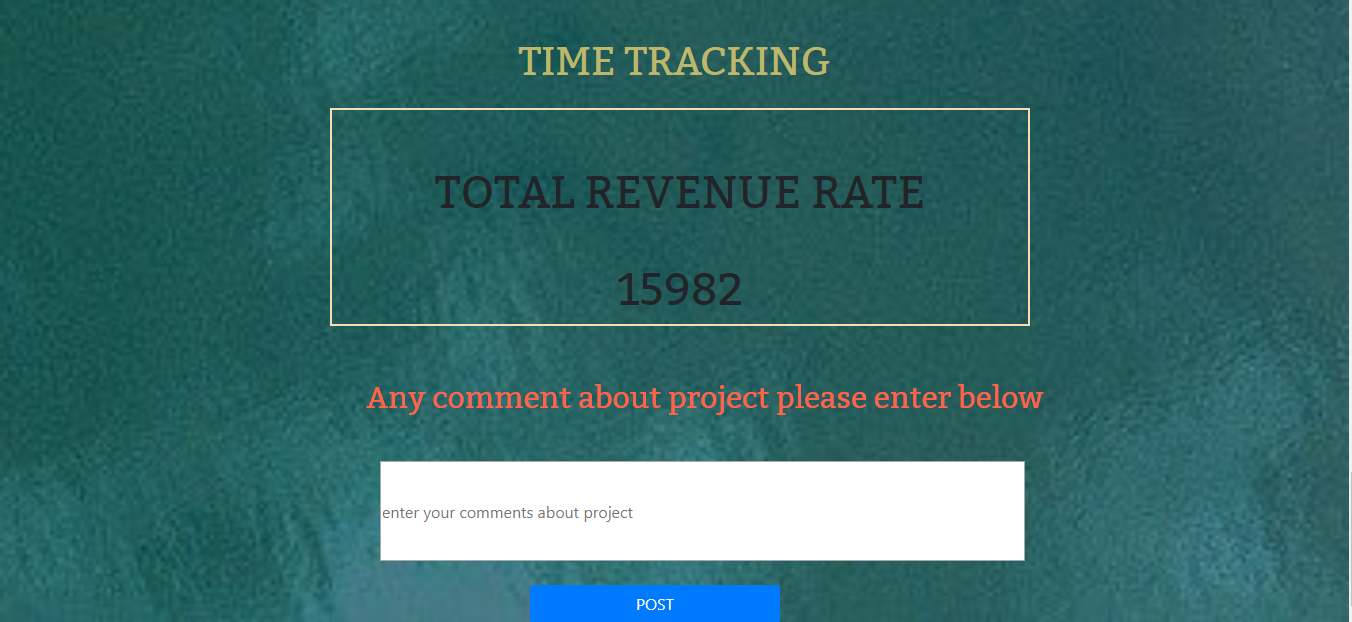 TIME TRACKING
TOTAL REVENUE RATE
15982
Any comment about project please enter below
enter your comments about project
POST